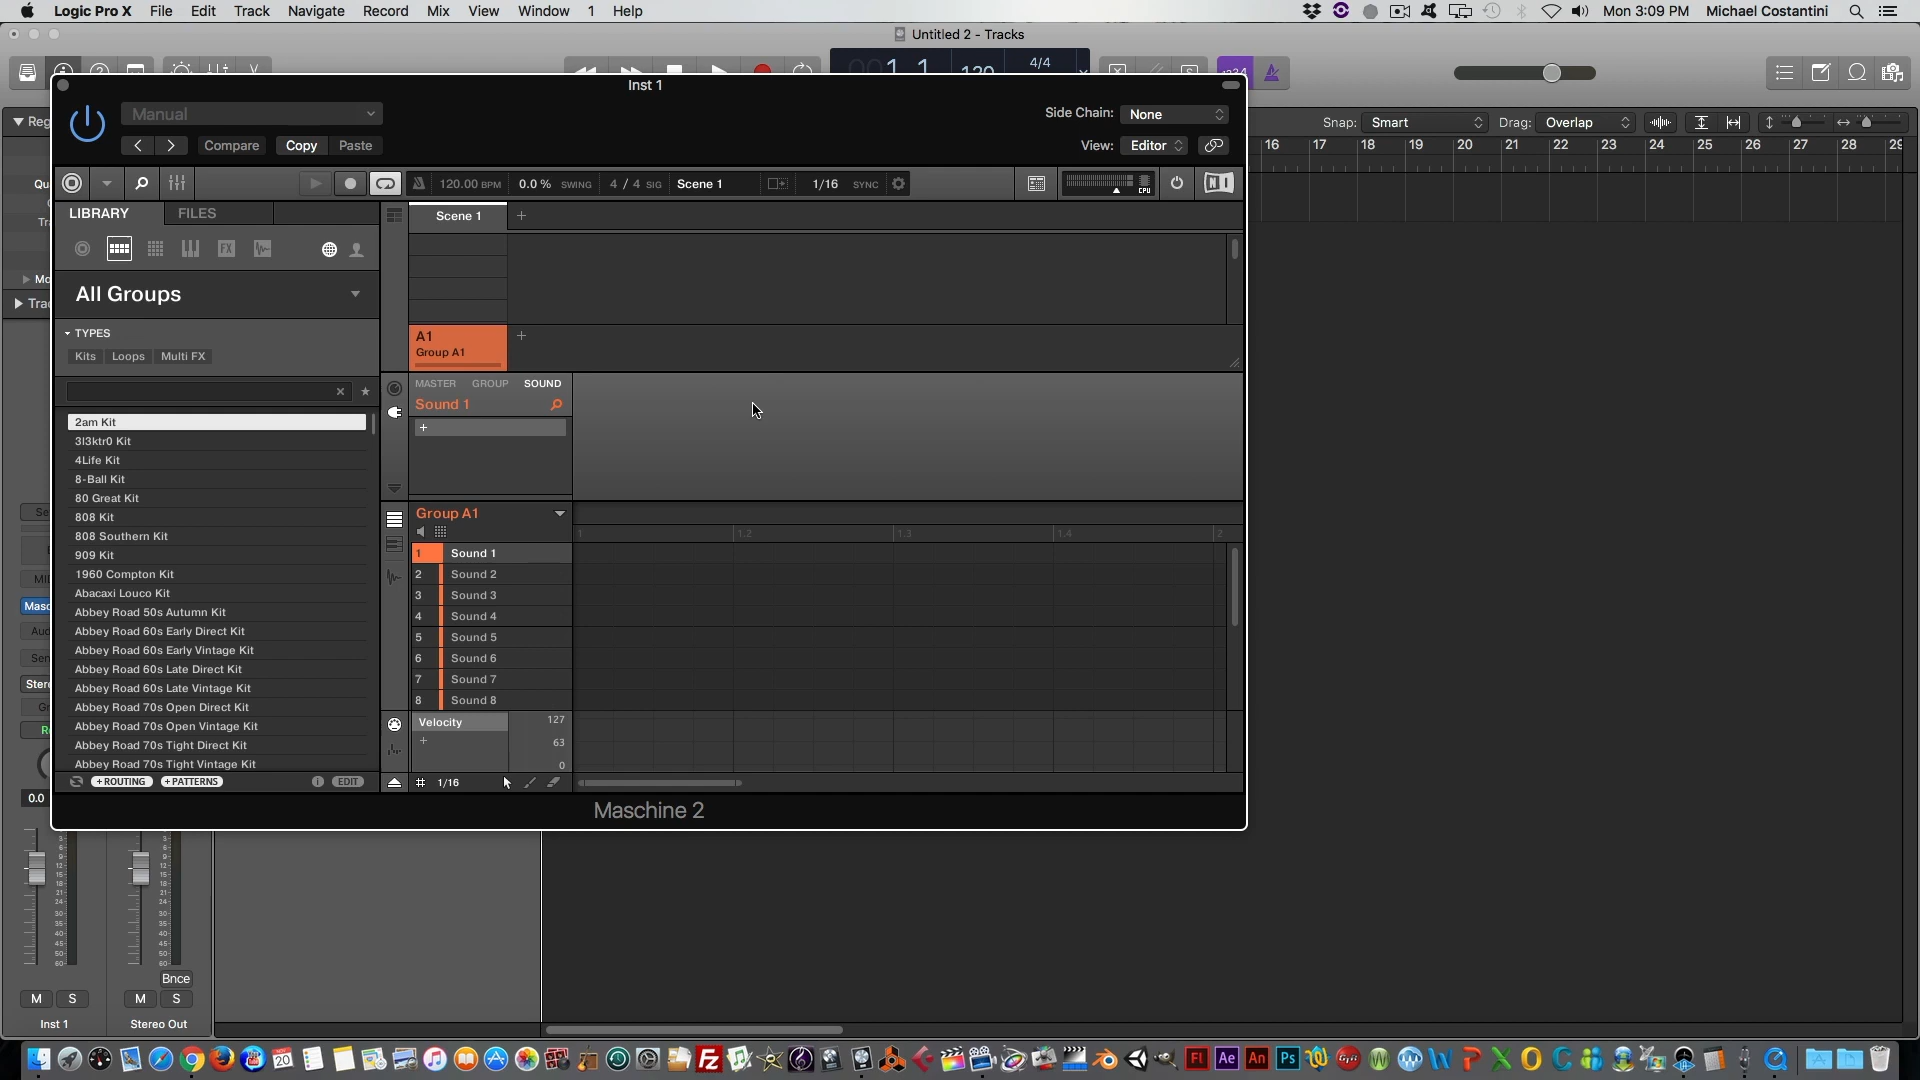 Logic Pro X File Edit Track Navigate Record Mix View Window 1 Help
Mon 3:09 PM Michael Costantini
Untitled 2 - Tracks
4/4
Inst 1
Manual
Side Chain: None
Compare Copy Paste
View: Editor
Snap: Smart Drag: Overlap
16 17 18 19 20 21 22 23 24 25 26 27 28 29
120.00 BPM 0.0 % SWING 4 / 4 SIG Scene 1 1/16 SYNC CPU
LIBRARY FILES
Scene 1 +
FX
All Groups
TYPES
Kits Loops Multi FX
A1 +
Group A1
MASTER GROUP SOUND
Sound 1
+
2am Kit
3l3ktr0 Kit
4Life Kit
8-Ball Kit
80 Great Kit
808 Kit
808 Southern Kit
909 Kit
1960 Compton Kit
Abacaxi Louco Kit
Abbey Road 50s Autumn Kit
Abbey Road 60s Early Direct Kit
Abbey Road 60s Early Vintage Kit
Abbey Road 60s Late Direct Kit
Abbey Road 60s Late Vintage Kit
Abbey Road 70s Open Direct Kit
Abbey Road 70s Open Vintage Kit
Abbey Road 70s Tight Direct Kit
Abbey Road 70s Tight Vintage Kit
Group A1
1 1.2 1.3 1.4 2
1 Sound 1
2 Sound 2
3 Sound 3
4 Sound 4
5 Sound 5
6 Sound 6
7 Sound 7
8 Sound 8
Velocity 127
+ 63
0
+ROUTING +PATTERNS EDIT 1/16
Maschine 2
0.0
Bnce
M S M S
Inst 1 Stereo Out